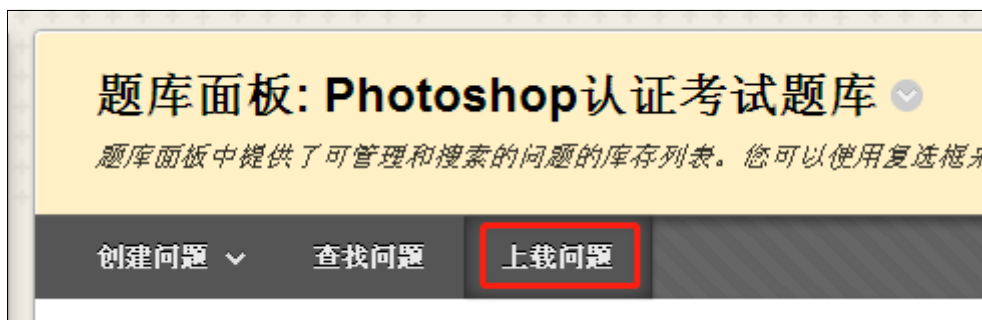 题库面板: Photoshop认证考试题库
题库面板中提供了可管理和搜索的问题的库存列表。您可以使用复选框
创建问题 查找问题 上载问题